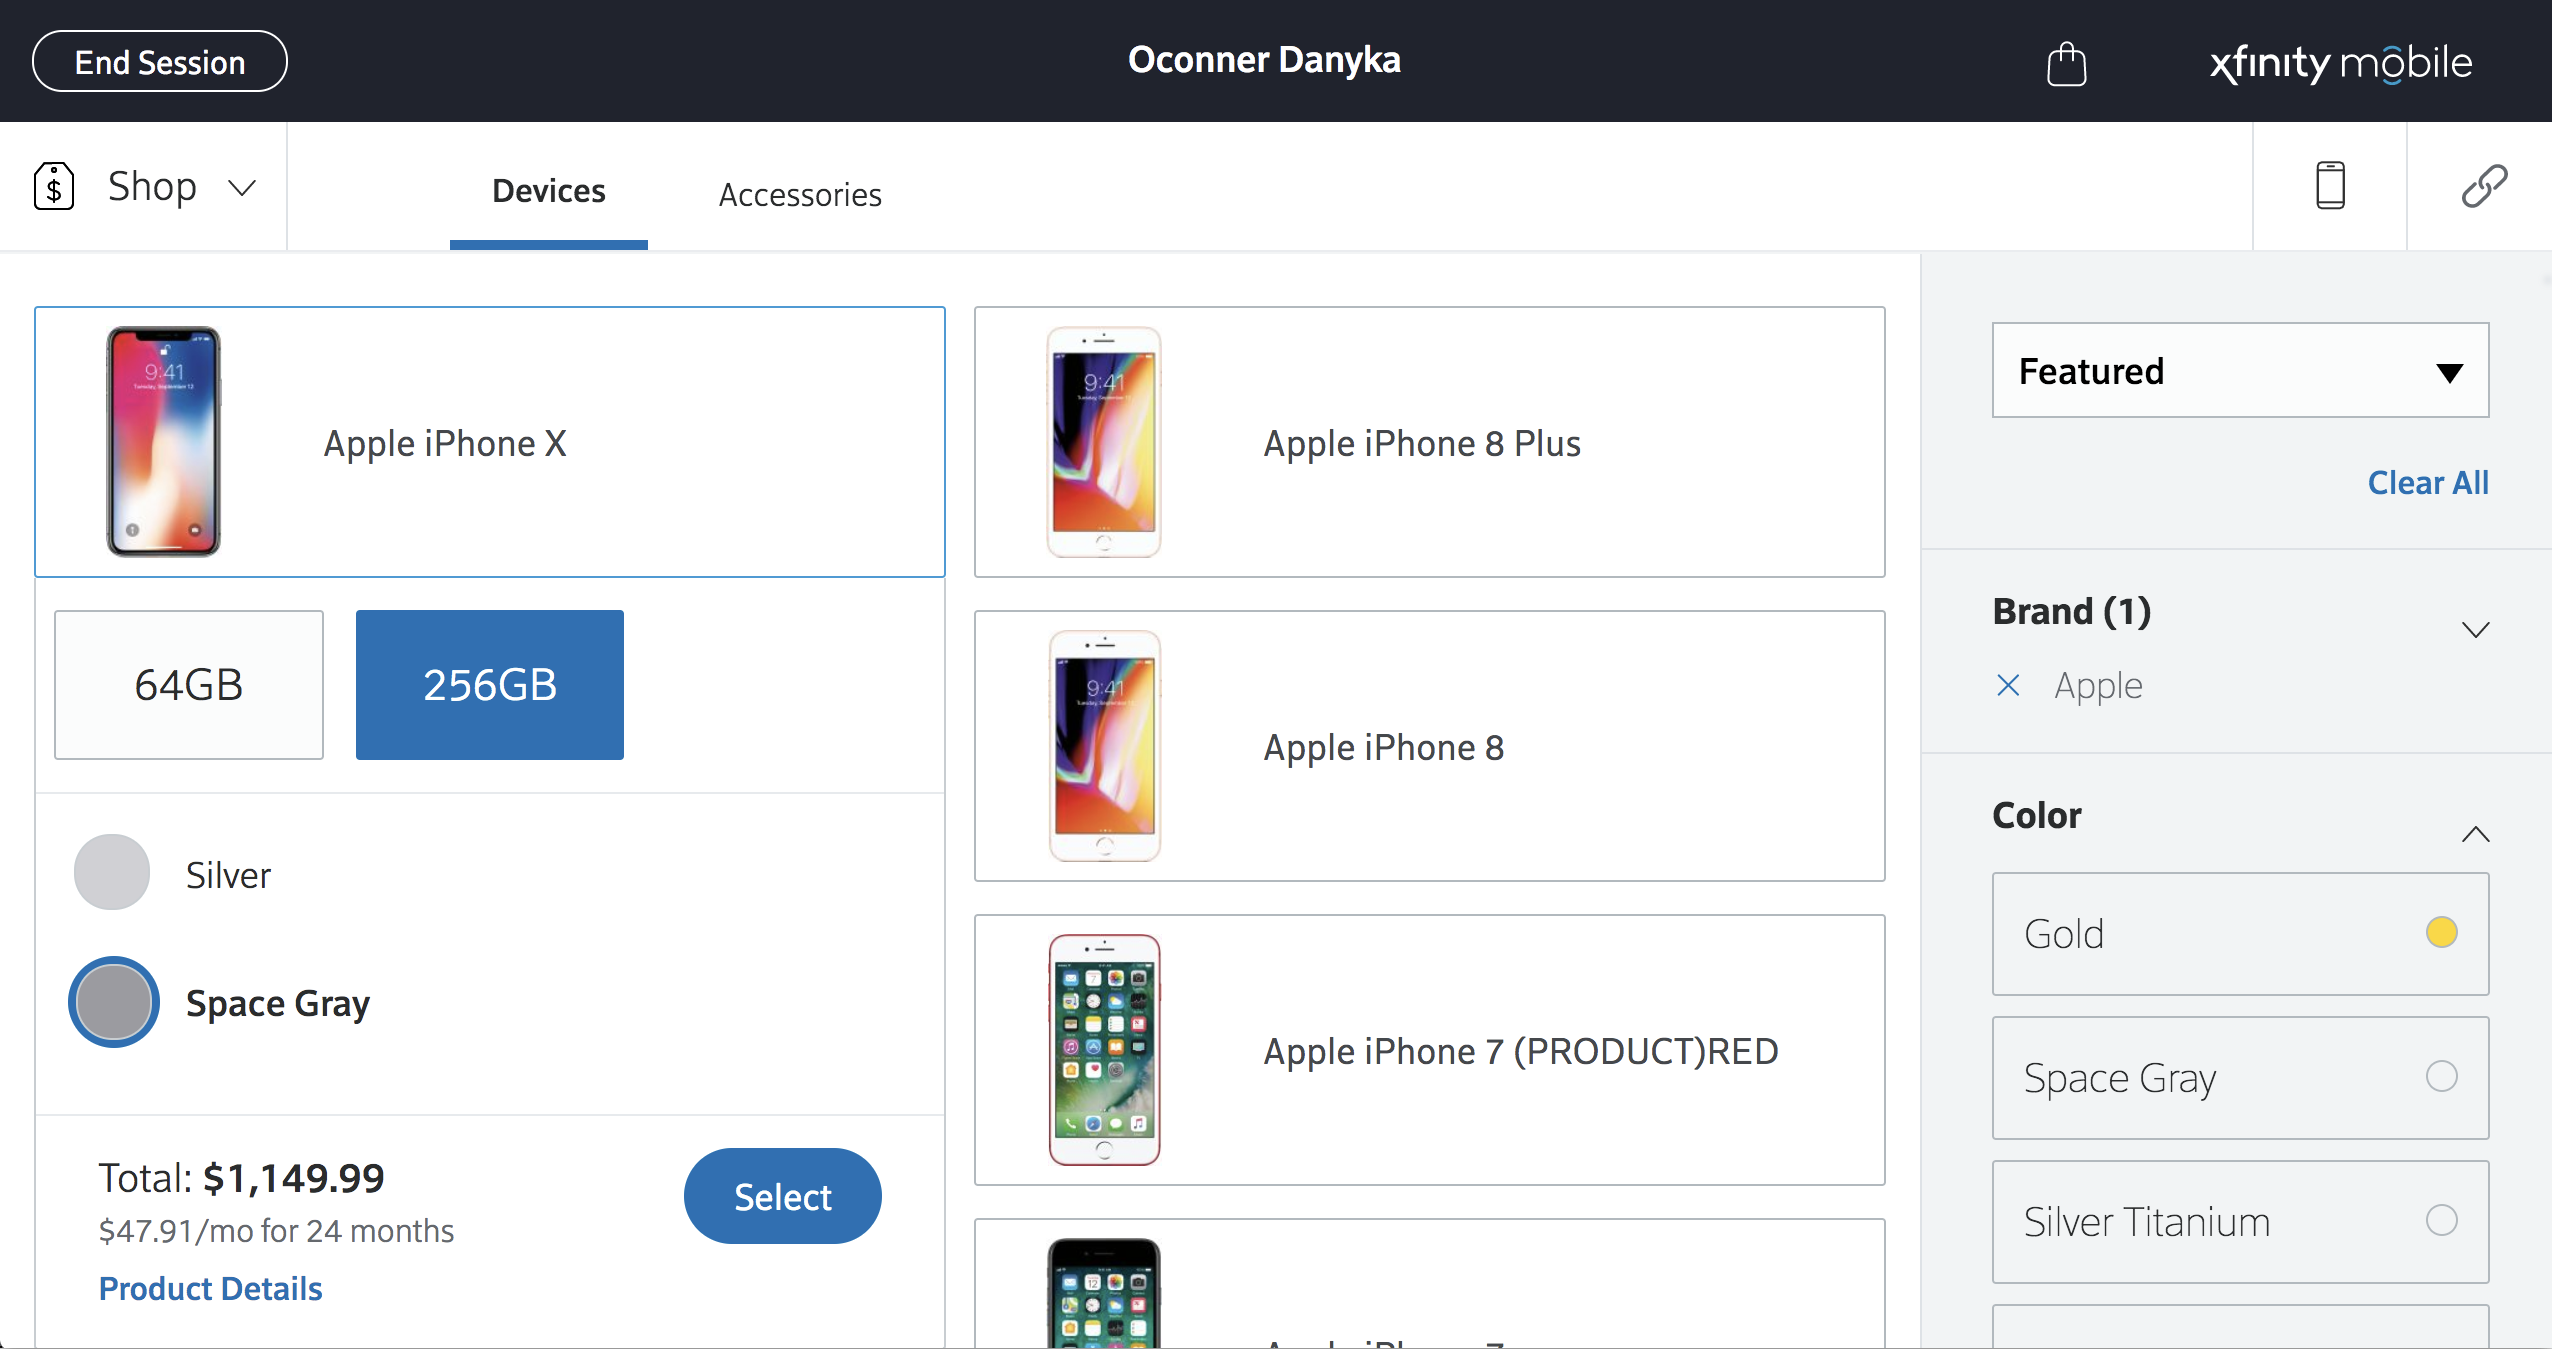 End Session
Oconner Danyka
xfinity mobile
Shop
Devices
Accessories
Apple iPhone X
9:41
Tuesday, September 12
64GB
256GB
Silver
Space Gray
Total: $1,149.99
$47.91/mo for 24 months
Product Details
Select
Apple iPhone 8 Plus
9:41
Apple iPhone 8
9:41
Apple iPhone 7 (PRODUCT)RED
Featured
Clear All
Brand (1)
Apple
Color
Gold
Space Gray
Silver Titanium